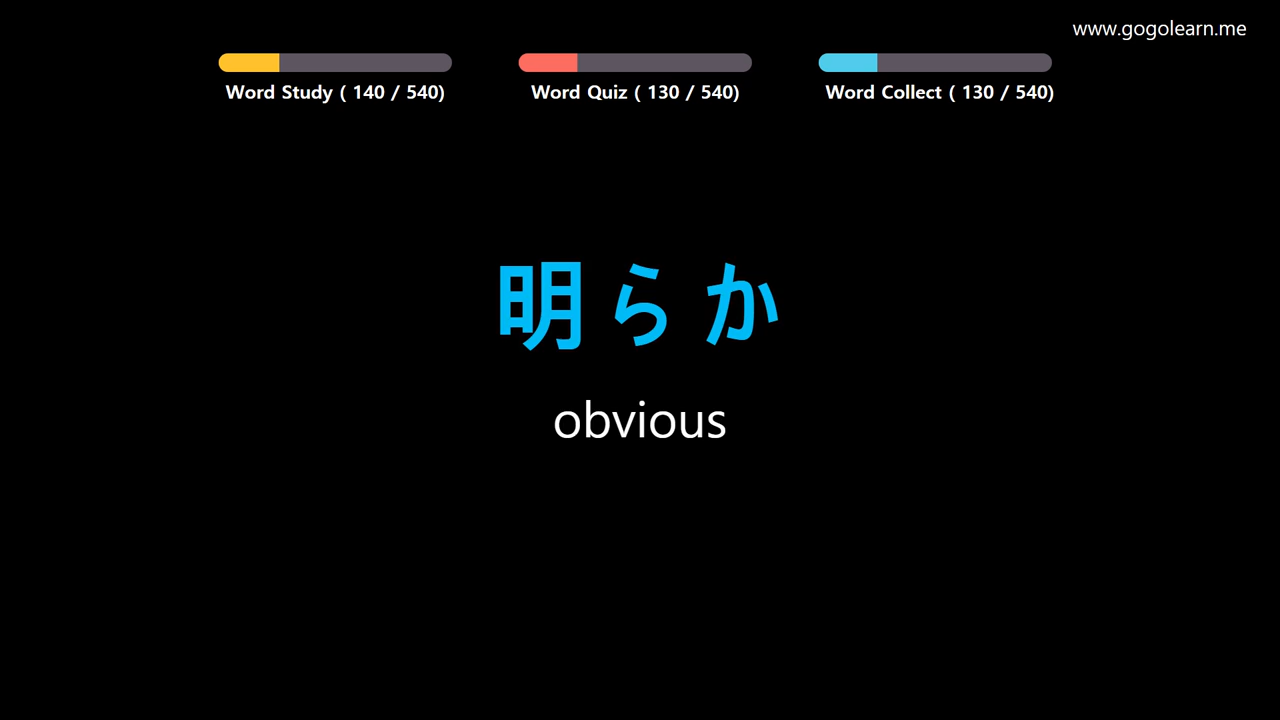 www.gogolearn.me
Word Study ( 140 / 540)
Word Quiz ( 130 / 540)
Word Collect ( 130 / 540)
明らか
obvious